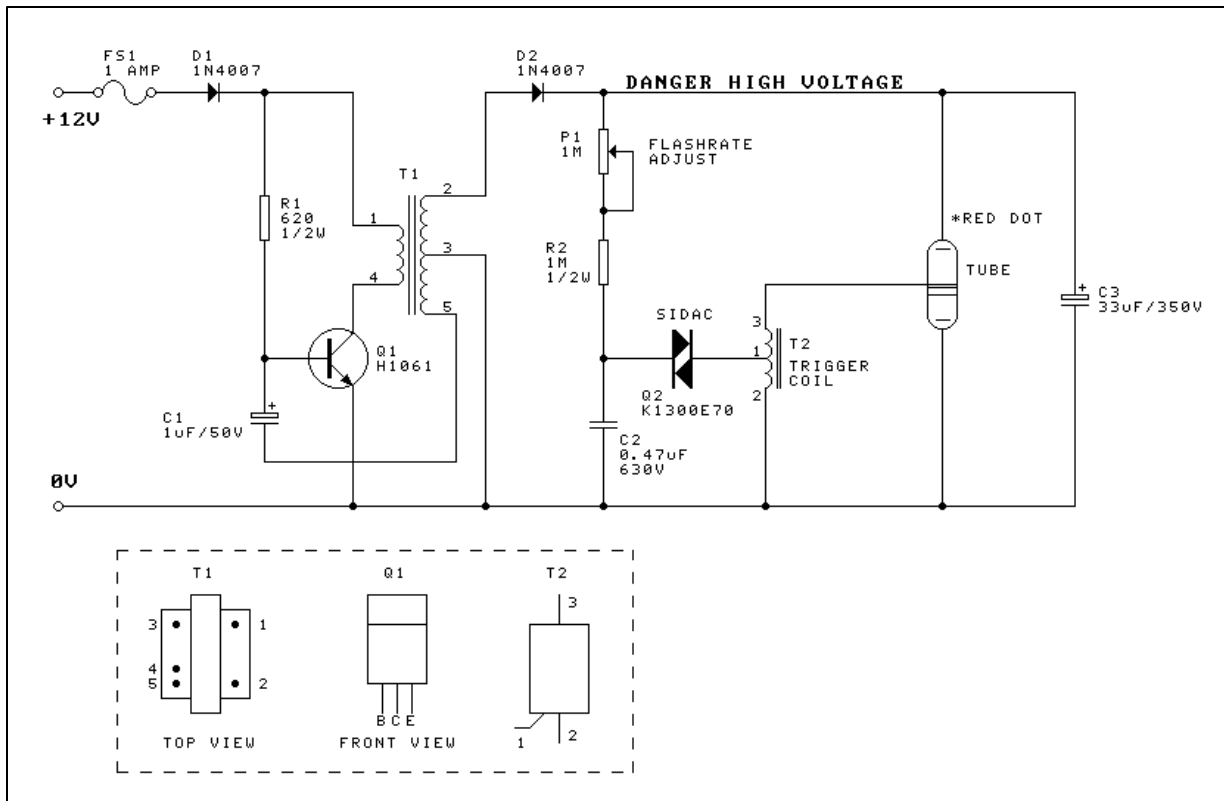 FS1
1 AMP
D1
1N4007
D2
1N4007
DANGER HIGH VOLTAGE
+12V
P1
1M
FLASHRATE
ADJUST
T1
2
R1
620
1/2W
1
3
4
5
*RED DOT
R2
1M
1/2W
TUBE
SIDAC
3
1
2
T2
TRIGGER
COIL
+
C3
33uF/350V
Q1
H1061
Q2
K1300E70
+
C1
1uF/50V
C2
0.47uF
630V
0V
T1
Q1
T2
3
1
4
5
2
3
B C E
1
2
TOP VIEW
FRONT VIEW